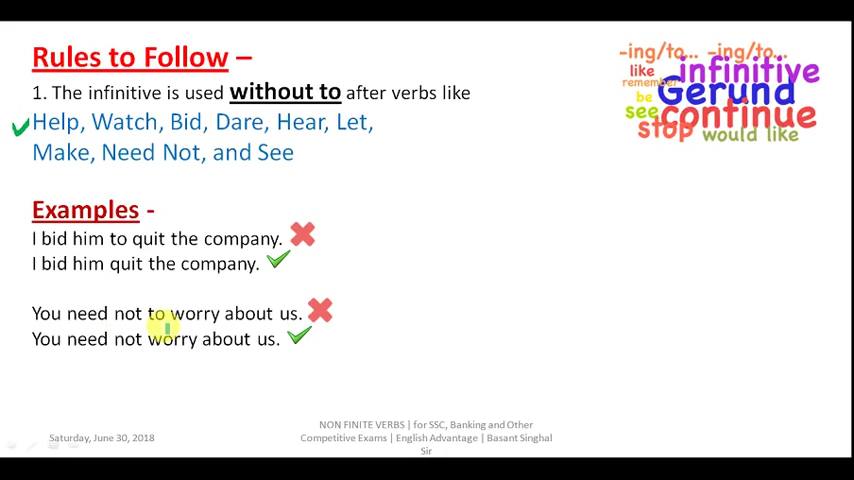 Rules to Follow –
1. The infinitive is used without to after verbs like
Help, Watch, Bid, Dare, Hear, Let,
Make, Need Not, and See
Examples -
I bid him to quit the company.
I bid him quit the company.
You need not to worry about us.
You need not worry about us.
-ing/to... -ing/to...
like infinitive
remember
be Gerund
see continue
stop would like
Saturday, June 30, 2018
NON FINITE VERBS | for SSC, Banking and Other
Competitive Exams | English Advantage | Basant Singhal
Sir